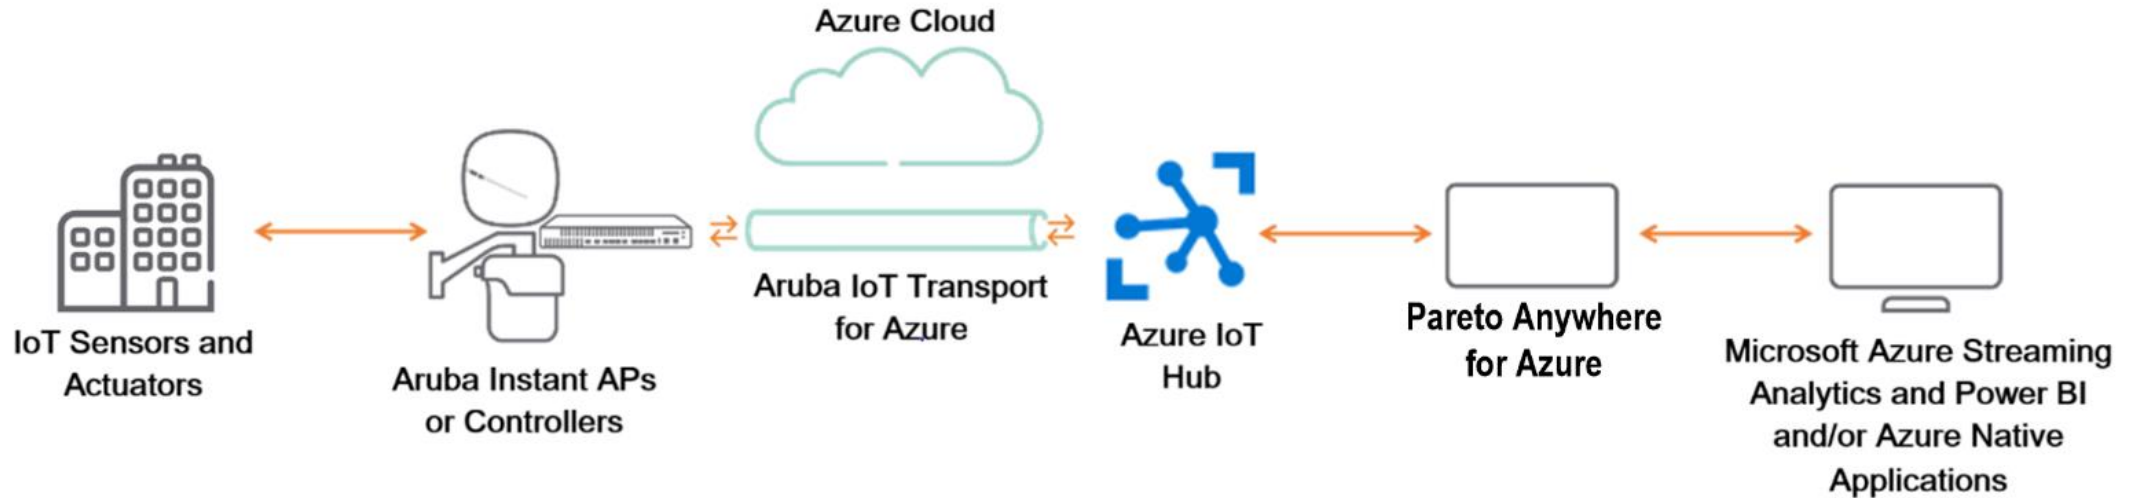 Azure Cloud
IoT Sensors and
Actuators
Aruba Instant APs
or Controllers
Aruba IoT Transport
for Azure
Azure IoT
Hub
Pareto Anywhere
for Azure
Microsoft Azure Streaming
Analytics and Power BI
and/or Azure Native
Applications